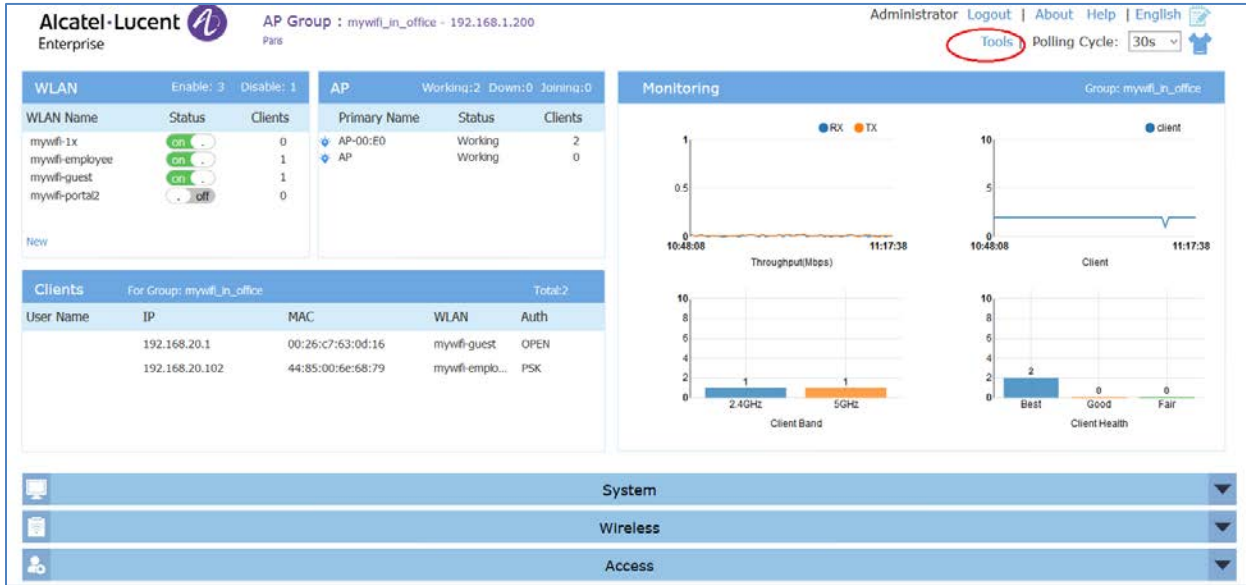 Alcatel·Lucent Enterprise
AP Group : mywifi_in_office - 192.168.1.200
Paris
Administrator Logout | About Help | English
Tools | Polling Cycle: 30s
WLAN Enable: 3 Disable: 1
WLAN Name Status Clients
mywifi-1x on 0
mywifi-employee on 1
mywifi-guest on 1
mywifi-portal2 off 0
New
AP Working:2 Down:0 Joining:0
Primary Name Status Clients
AP-00:E0 Working 2
AP Working 0
Clients For Group: mywifi_in_office Total:2
User Name IP MAC WLAN Auth
192.168.20.1 00:26:c7:63:0d:16 mywifi-guest OPEN
192.168.20.102 44:85:00:6e:68:79 mywifi-emplo... PSK
Monitoring Group: mywifi_in_office
RX TX
1
0.5
0
10:48:08 11:17:38
Throughput(Mbps)
client
10
5
0
10:48:08 11:17:38
Client
10
8
6
4
2
0
1 1
2.4GHz 5GHz
Client Band
10
8
6
4
2
0
2 0 0
Best Good Fair
Client Health
System
Wireless
Access